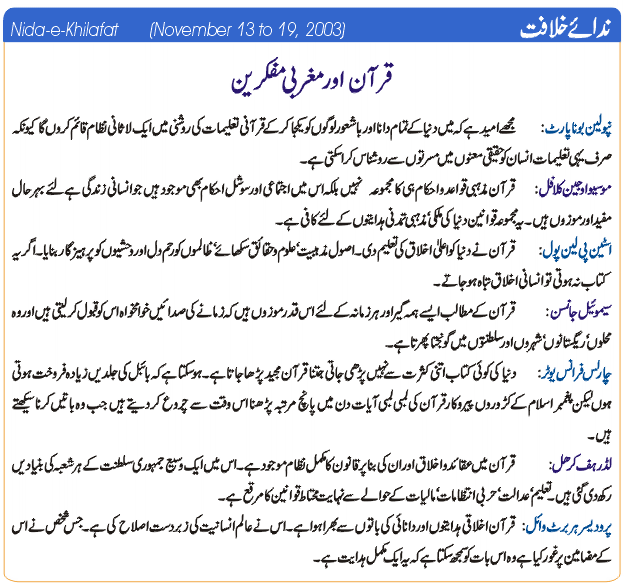 Nida-e-Khilafat (November 13 to 19, 2003) ندائے خلافت
قرآن اور مغربی مفکرین
نپولین بونا پارٹ: مجھے امید ہے کہ میں دنیا کے تمام دانا اور باشعور لوگوں کو یکجا کر کے قرآنی تعلیمات کی روشنی میں ایک لاثانی نظام قائم کروں گا کیونکہ
صرف یہی تعلیمات انسان کو حقیقی معنوں میں مسرتوں سے روشناس کرا سکتی ہے۔
موسیو اوجین کلافل: قرآن مذہبی قواعد و احکام ہی کا مجموعہ نہیں بلکہ اس میں اجتماعی اور سوشل احکام بھی موجود ہیں جو انسانی زندگی ہے لئے بہر حال
مفید اور موزوں ہیں۔ یہ مجموعہ قوانین دنیا کی ملکی‘ مذہبی‘ تمدنی ہدایتوں کے لئے کافی ہے۔
اسٹین پی لین پول: قرآن نے دنیا کو اعلیٰ اخلاق کی تعلیم دی۔ اصول مذہبیت‘ علوم و حقائق سکھائے‘ ظالموں کو رحم دل اور وحشیوں کو پرہیز گار بنایا۔ اگر یہ
کتاب نہ ہوتی تو انسانی اخلاق تباہ ہو جاتے۔
سیموئیل جانسن: قرآن کے مطالب ایسے ہمہ گیر اور ہر زمانہ کے لئے اس قدر موزوں ہیں کہ زمانے کی صدائیں خوامخواہ اس کو قبول کر لیتی ہیں اور وہ
محلوں‘ ریگستانوں‘ شہروں اور سلطنتوں میں گونجتا پھرتا ہے۔
چارلس فرانس پوٹر: دنیا کی کوئی کتاب اتنی کثرت سے نہیں پڑھی جاتی جتنا قرآن مجید پڑھا جاتا ہے۔ ہو سکتا ہے کہ بائبل کی جلدیں زیادہ فروخت ہوتی
ہوں لیکن پیغمبر اسلام کے کروڑوں پیروکار قرآن کی لمبی لمبی آیات دن میں پانچ مرتبہ پڑھنا اس وقت سے شروع کر دیتے ہیں جب وہ باتیں کرنا سیکھتے
ہیں۔
لڈر ہف کرھل: قرآن میں عقائد و اخلاق اور ان کی بنا پر قانون کا مکمل نظام موجود ہے۔ اس میں ایک وسیع جمہوری سلطنت کے ہر شعبہ کی بنیادیں
رکھ دی گئی ہیں۔ تعلیم‘ عدالت‘ حربی انتظامات‘ مالیات کے حوالے سے نہایت محتاط قوانین کا مرقع ہے۔
پرودیسر ہر برٹ وائل: قرآن اخلاقی ہدایتوں اور دانائی کی باتوں سے بھرا ہوا ہے۔ اس نے عالم انسانیت کی زبردست اصلاح کی ہے۔ جس شخص نے اس
کے مضامین پر غور کیا ہے وہ اس بات کو سمجھ سکتا ہے کہ یہ ایک مکمل ہدایت ہے۔